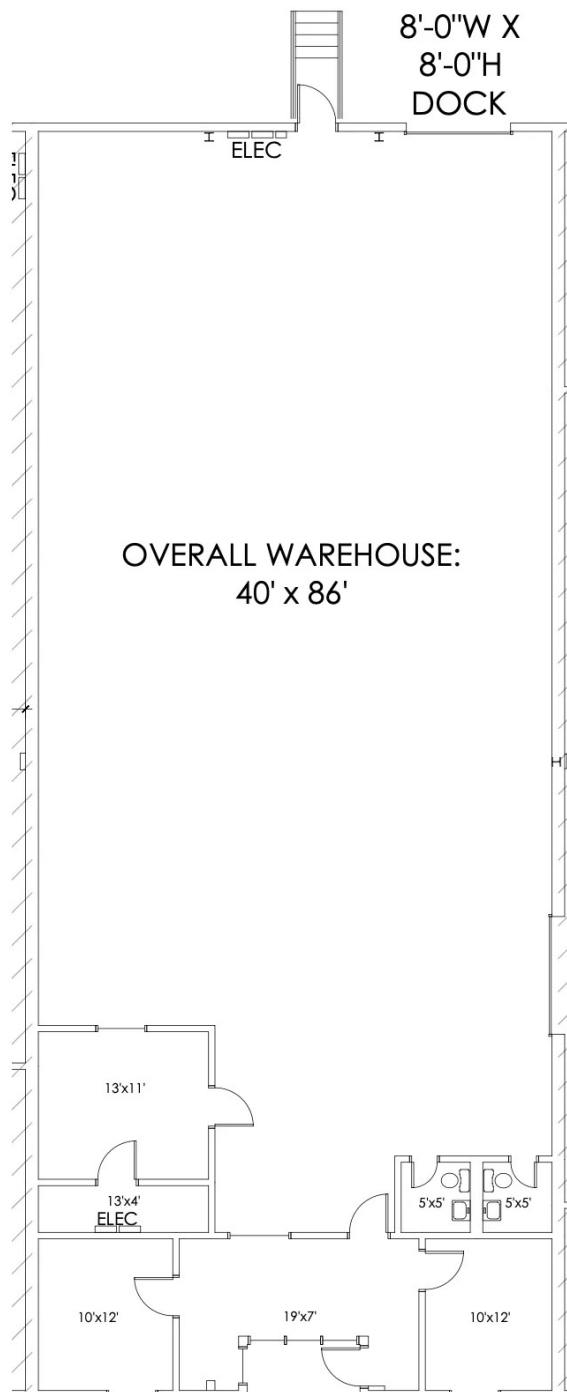 8'-0"W X
8'-0"H
DOCK
ELEC
OVERALL WAREHOUSE:
40' x 86'
13'x11'
13'x4'
ELEC
5'x5'
5'x5'
10'x12'
19'x7'
10'x12'